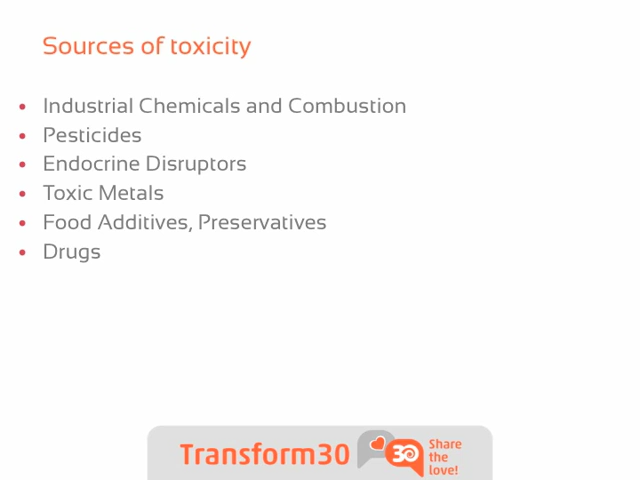 Sources of toxicity
• Industrial Chemicals and Combustion
• Pesticides
• Endocrine Disruptors
• Toxic Metals
• Food Additives, Preservatives
• Drugs
Transform30
30
Share
the
love!